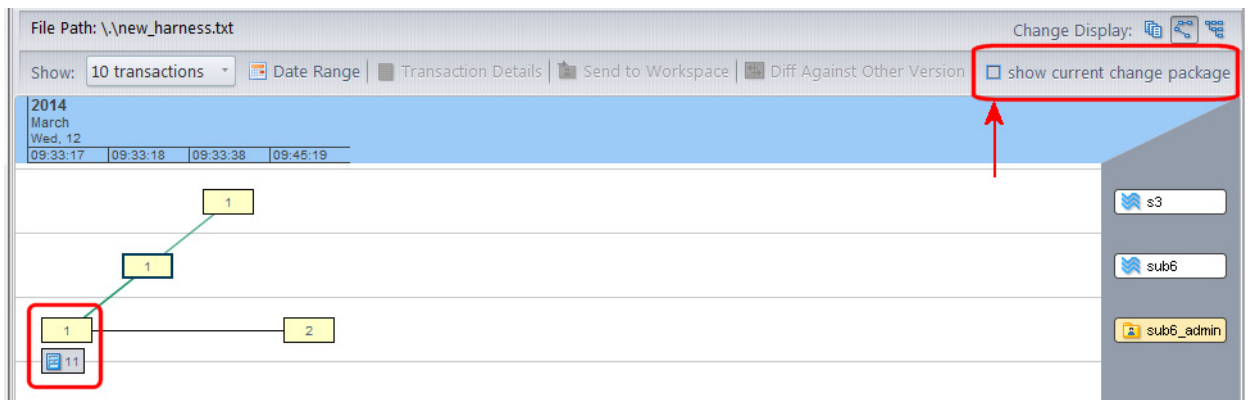 File Path: \.\new_harness.txt Change Display:
Show: 10 transactions Date Range Transaction Details Send to Workspace Diff Against Other Version show current change package
2014
March
Wed, 12
09:33:17 09:33:18 09:33:38 09:45:19
1 s3
1 sub6
1 2 sub6_admin
11